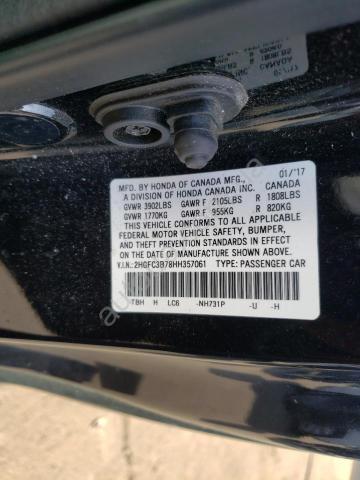 CANADA
MFD. BY HONDA OF CANADA MFG., 01/'17
A DIVISION OF HONDA CANADA INC. CANADA
GVWR 3902LBS GAWR F 2105LBS R 1808LBS
GVWR 1770KG GAWR F 955KG R 820KG
THIS VEHICLE CONFORMS TO ALL APPLICABLE
FEDERAL MOTOR VEHICLE SAFETY, BUMPER,
AND THEFT PREVENTION STANDARDS IN EFFECT
ON THE DATE OF MANUFACTURE SHOWN ABOVE.
V.I.N.:2HGFC3B78HH357061 TYPE:PASSENGER CAR
TBH H LC6 -NH731P -U -H